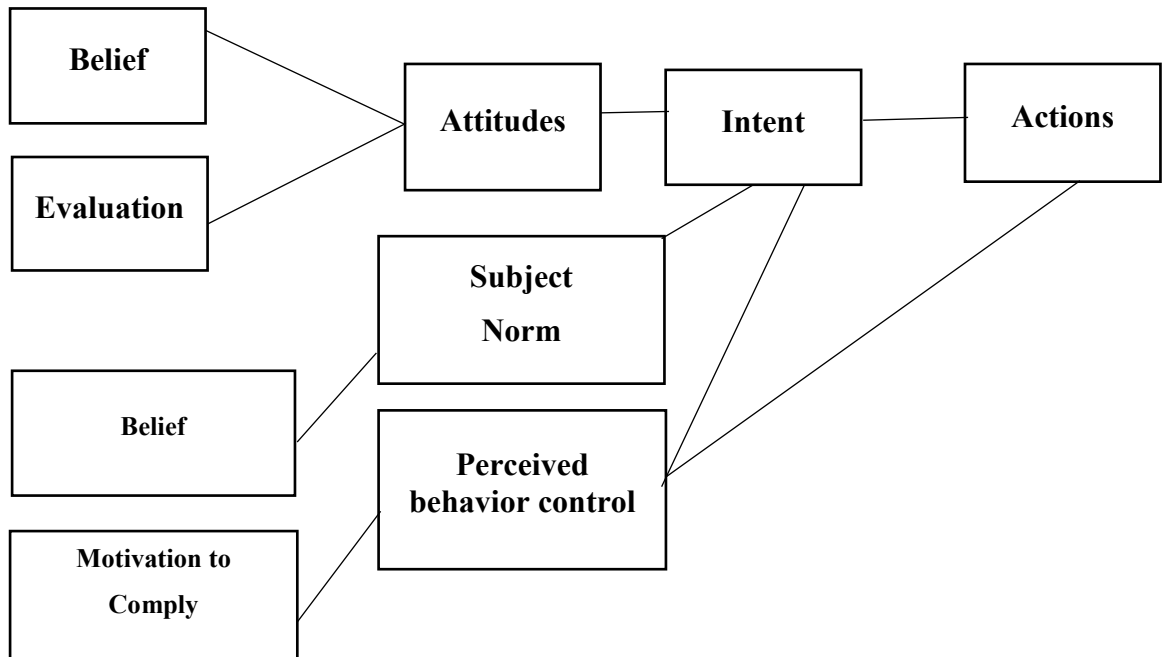 Belief
Attitudes
Intent
Actions
Evaluation
Subject
Norm
Belief
Perceived
behavior control
Motivation to
Comply